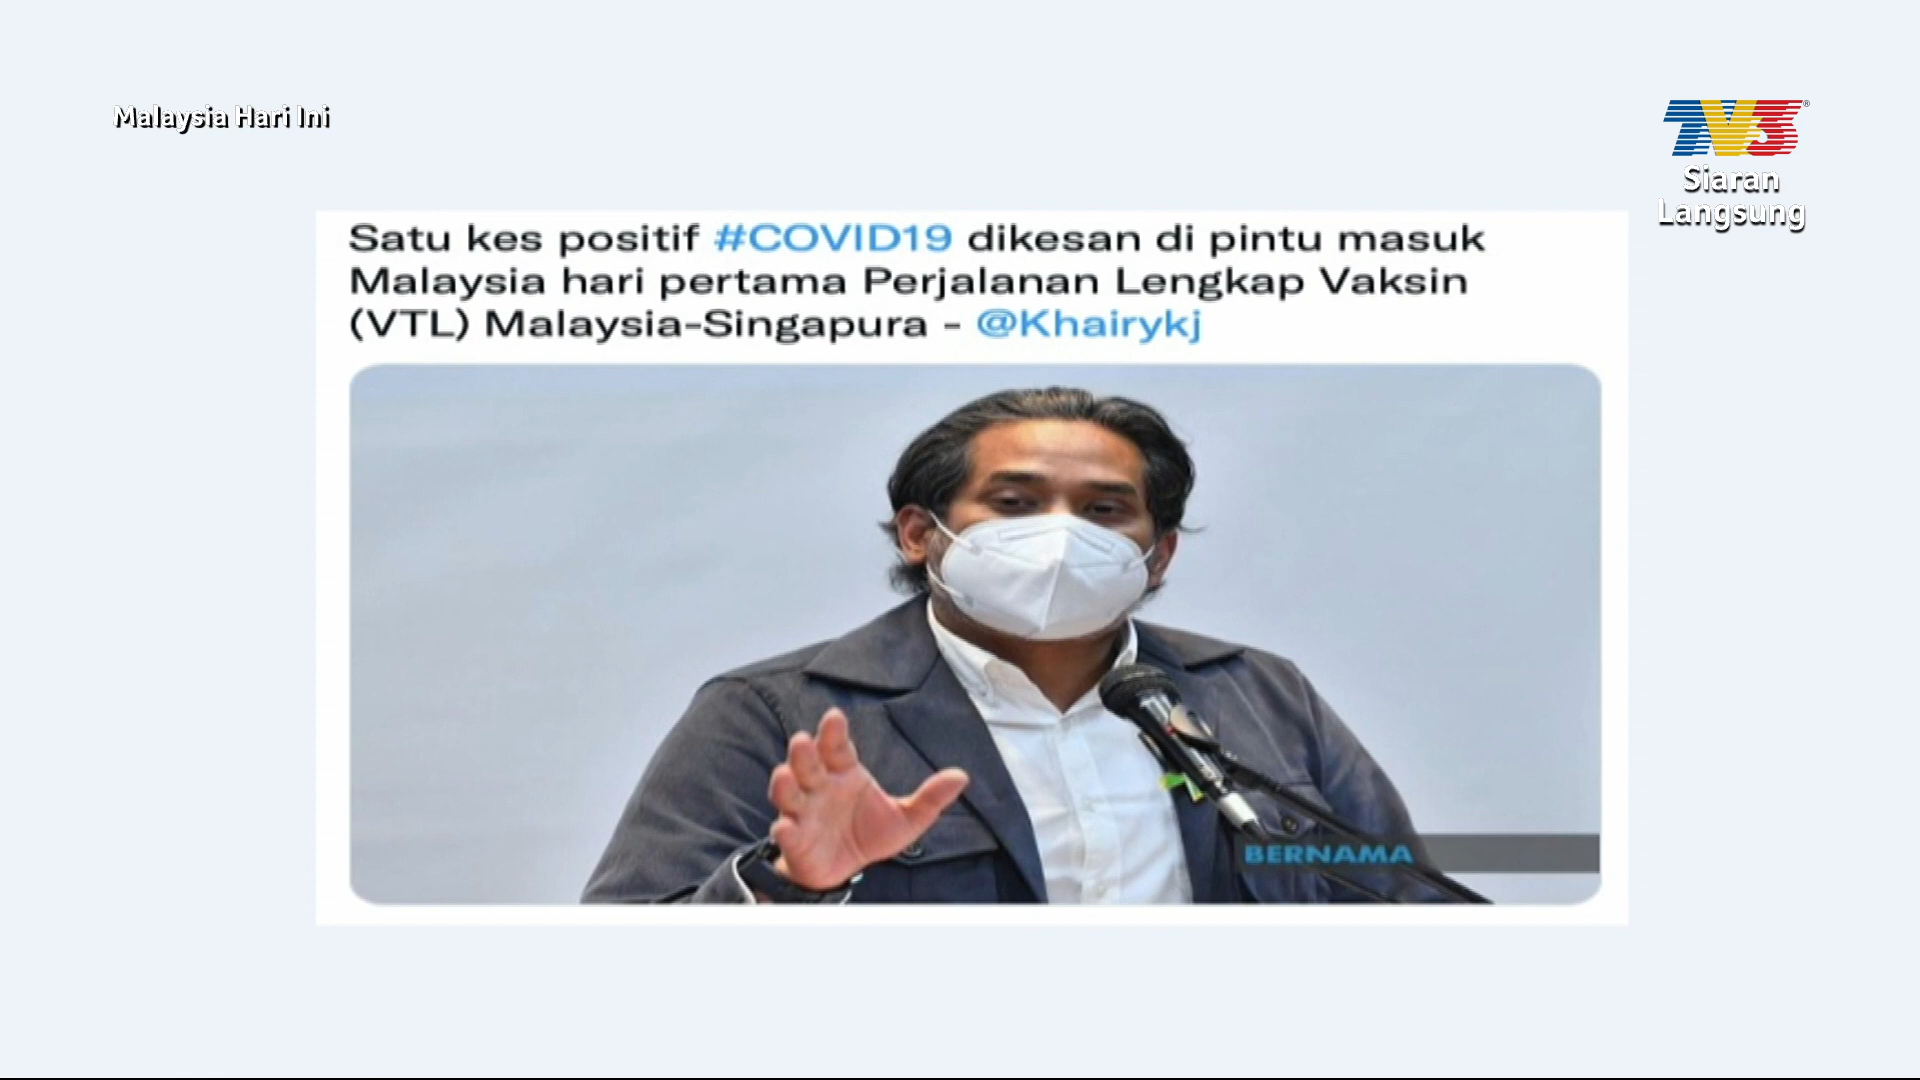 Malaysia Hari Ini
TV3
Siaran
Langsung
Satu kes positif #COVID19 dikesan di pintu masuk
Malaysia hari pertama Perjalanan Lengkap Vaksin
(VTL) Malaysia-Singapura - @Khairykj
BERNAMA